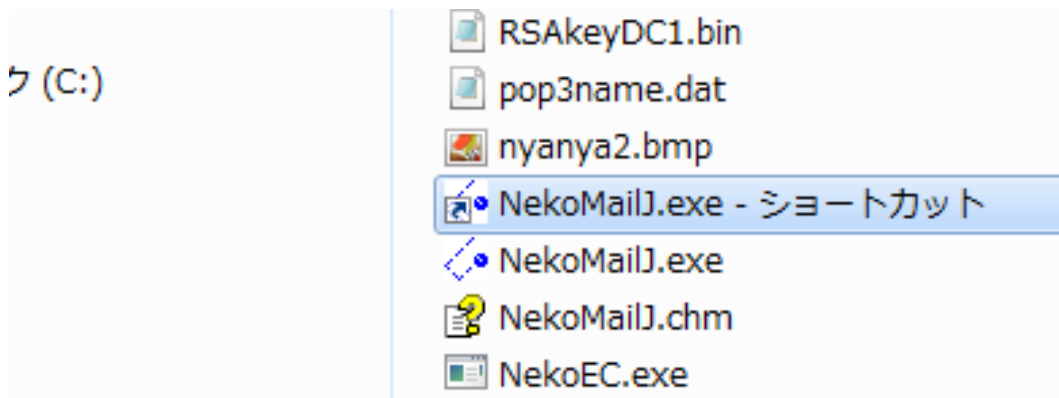 RSAkeyDC1.bin
ク (C:)
pop3name.dat
nyanya2.bmp
NekoMailJ.exe - ショートカット
NekoMailJ.exe
NekoMailJ.chm
NekoEC.exe